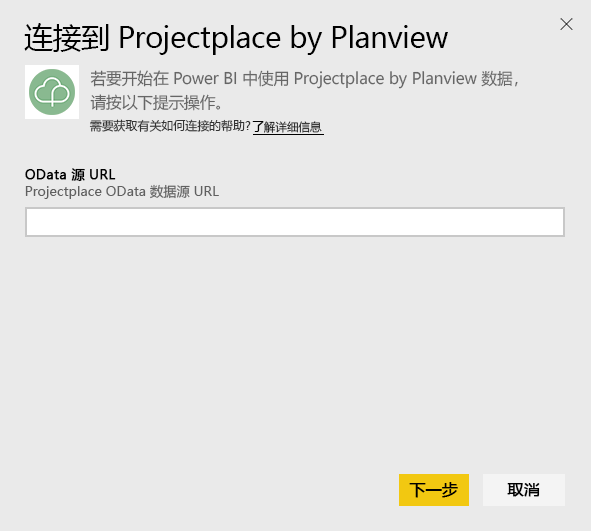 连接到 Projectplace by Planview
若要开始在 Power BI 中使用 Projectplace by Planview 数据，
请按以下提示操作。
需要获取有关如何连接的帮助?了解详细信息
OData 源 URL
Projectplace OData 数据源 URL
下一步 取消